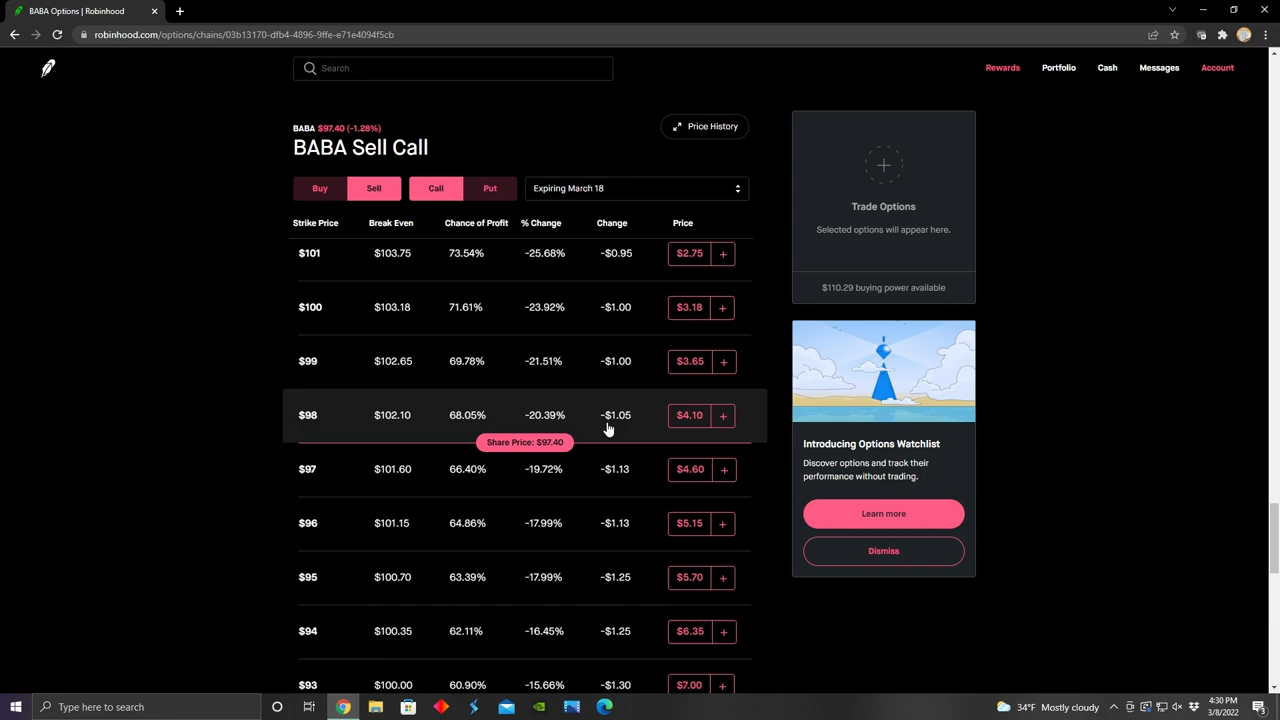 BABA Options | Robinhood
robinhood.com/options/chains/03b13170-dfb4-4896-9ffe-e71e4094f5cb
Search
Rewards Portfolio Cash Messages Account
BABA $97.40 (-1.28%)
BABA Sell Call
Price History
Buy Sell Call Put Expiring March 18
Strike Price Break Even Chance of Profit % Change Change Price
$101 $103.75 73.54% -25.68% -$0.95 $2.75 +
$100 $103.18 71.61% -23.92% -$1.00 $3.18 +
$99 $102.65 69.78% -21.51% -$1.00 $3.65 +
$98 $102.10 68.05% -20.39% -$1.05 $4.10 +
Share Price: $97.40
$97 $101.60 66.40% -19.72% -$1.13 $4.60 +
$96 $101.15 64.86% -17.99% -$1.13 $5.15 +
$95 $100.70 63.39% -17.99% -$1.25 $5.70 +
$94 $100.35 62.11% -16.45% -$1.25 $6.35 +
$93 $100.00 60.90% -15.66% -$1.30 $7.00 +
Trade Options
Selected options will appear here.
$110.29 buying power available
Introducing Options Watchlist
Discover options and track their
performance without trading.
Learn more
Dismiss
Type here to search
34°F Mostly cloudy
4:30 PM
3/8/2022